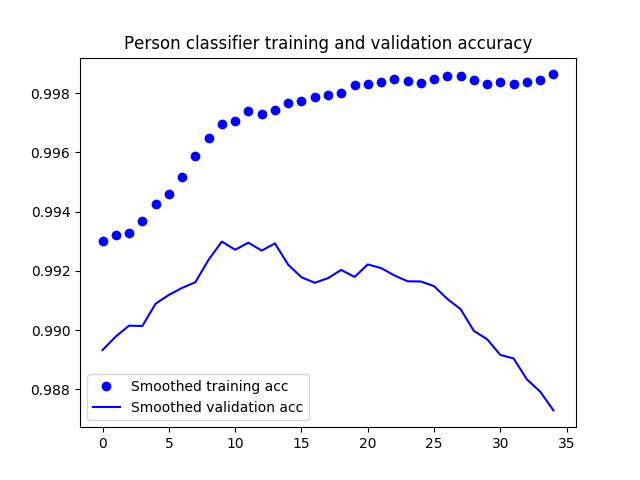 Person classifier training and validation accuracy
0.998
0.996
0.994
0.992
0.990
0.988
Smoothed training acc
Smoothed validation acc
0 5 10 15 20 25 30 35